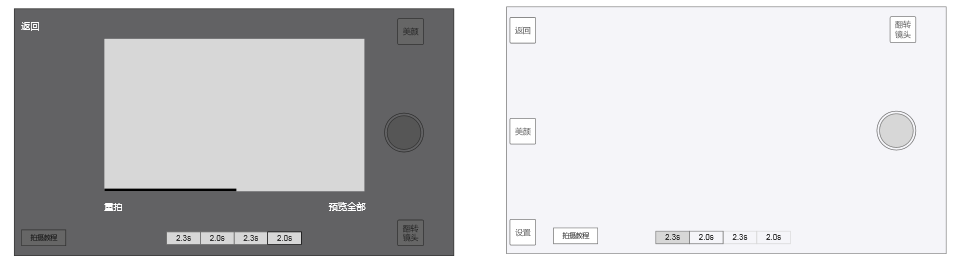 返回
美颜
重拍
预览全部
拍摄教程
2.3s 2.0s 2.3s 2.0s
翻转
镜头
返回
翻转
镜头
美颜
设置
拍摄教程
2.3s 2.0s 2.3s 2.0s